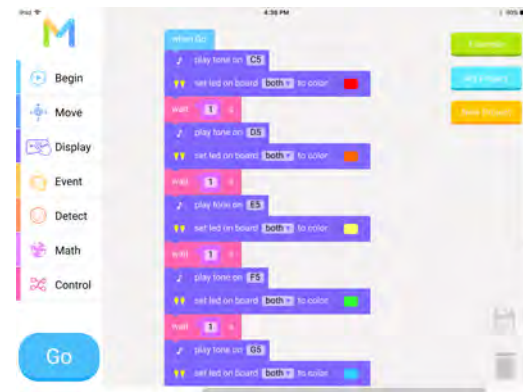 iPad
4:38 PM
M
Begin
Move
Display
Event
Detect
Math
Control
Go
when Go
play tone on C5
set led on board both to color
wait 1 s
play tone on D5
set led on board both to color
wait 1 s
play tone on E5
set led on board both to color
wait 1 s
play tone on F5
set led on board both to color
wait 1 s
play tone on G5
set led on board both to color